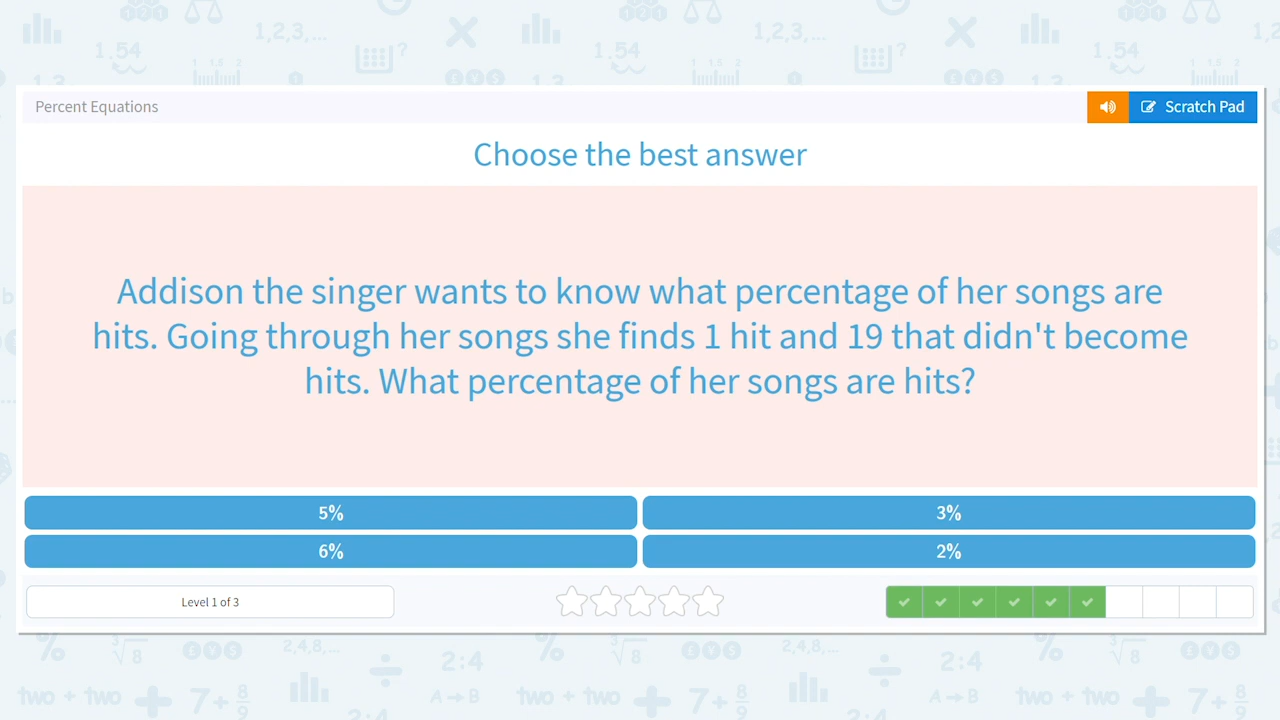 Percent Equations
Scratch Pad
Choose the best answer
Addison the singer wants to know what percentage of her songs are
hits. Going through her songs she finds 1 hit and 19 that didn't become
hits. What percentage of her songs are hits?
5%
3%
6%
2%
Level 1 of 3